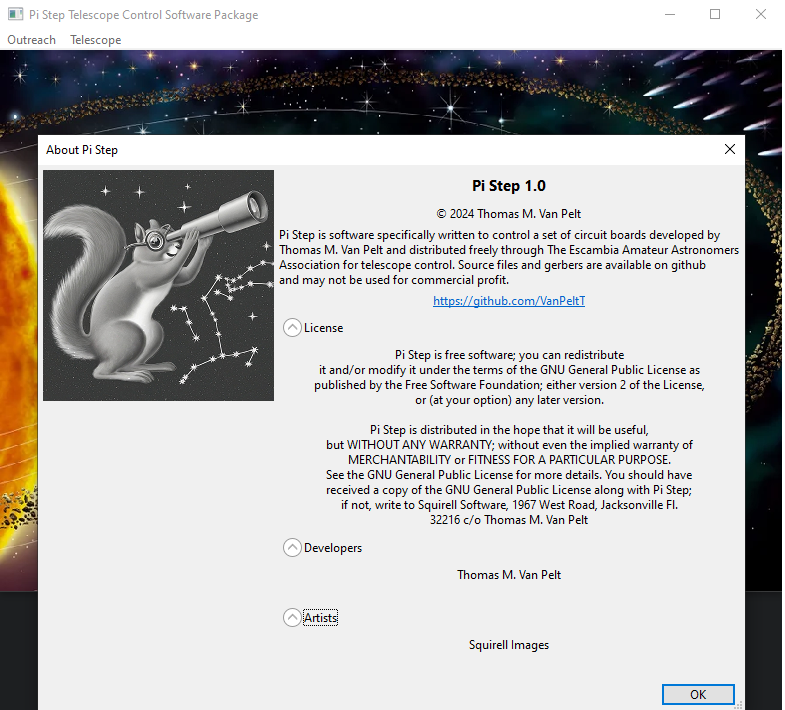 Pi Step Telescope Control Software Package
Outreach Telescope
About Pi Step
Pi Step 1.0
© 2024 Thomas M. Van Pelt
Pi Step is software specifically written to control a set of circuit boards developed by
Thomas M. Van Pelt and distributed freely through The Escambia Amateur Astronomers
Association for telescope control. Source files and gerbers are available on github
and may not be used for commercial profit.
https://github.com/VanPeltT
License
Pi Step is free software; you can redistribute
it and/or modify it under the terms of the GNU General Public License as
published by the Free Software Foundation; either version 2 of the License,
or (at your option) any later version.
Pi Step is distributed in the hope that it will be useful,
but WITHOUT ANY WARRANTY; without even the implied warranty of
MERCHANTABILITY or FITNESS FOR A PARTICULAR PURPOSE.
See the GNU General Public License for more details. You should have
received a copy of the GNU General Public License along with Pi Step;
if not, write to Squirell Software, 1967 West Road, Jacksonville Fl.
32216 c/o Thomas M. Van Pelt
Developers
Thomas M. Van Pelt
Artists
Squirell Images
OK